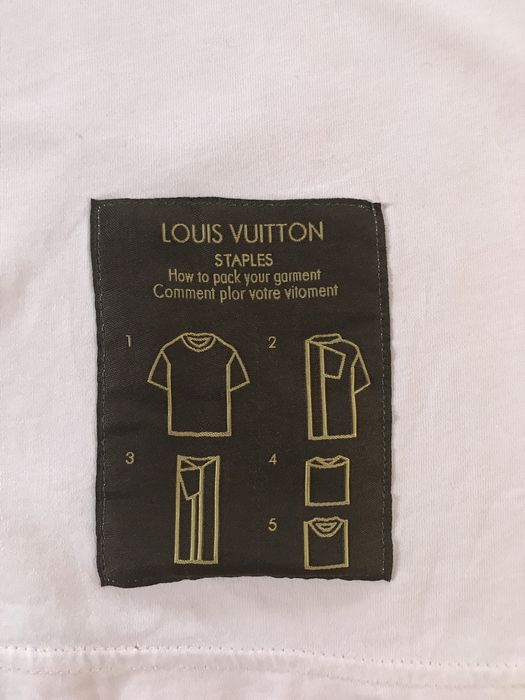 LOUIS VUITTON
STAPLES
How to pack your garment
Comment plor votre vitoment
1
2
3
4
5